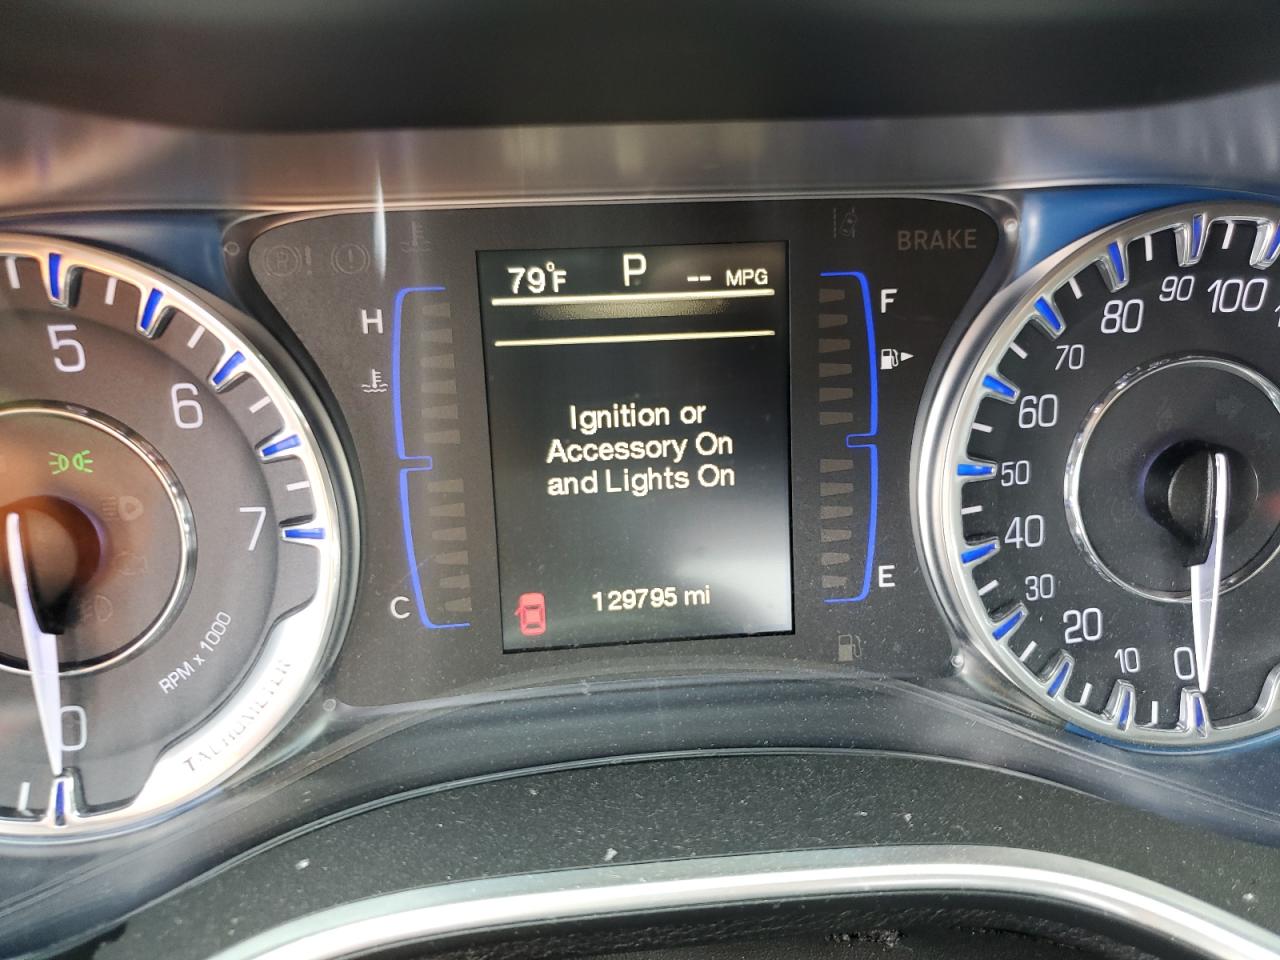 BRAKE
79°F P -- MPG
H
F
Ignition or
Accessory On
and Lights On
C
E
129795 mi
5
6
7
0
RPM x 1000
TACHOMETER
0
10
20
30
40
50
60
70
80
90
100